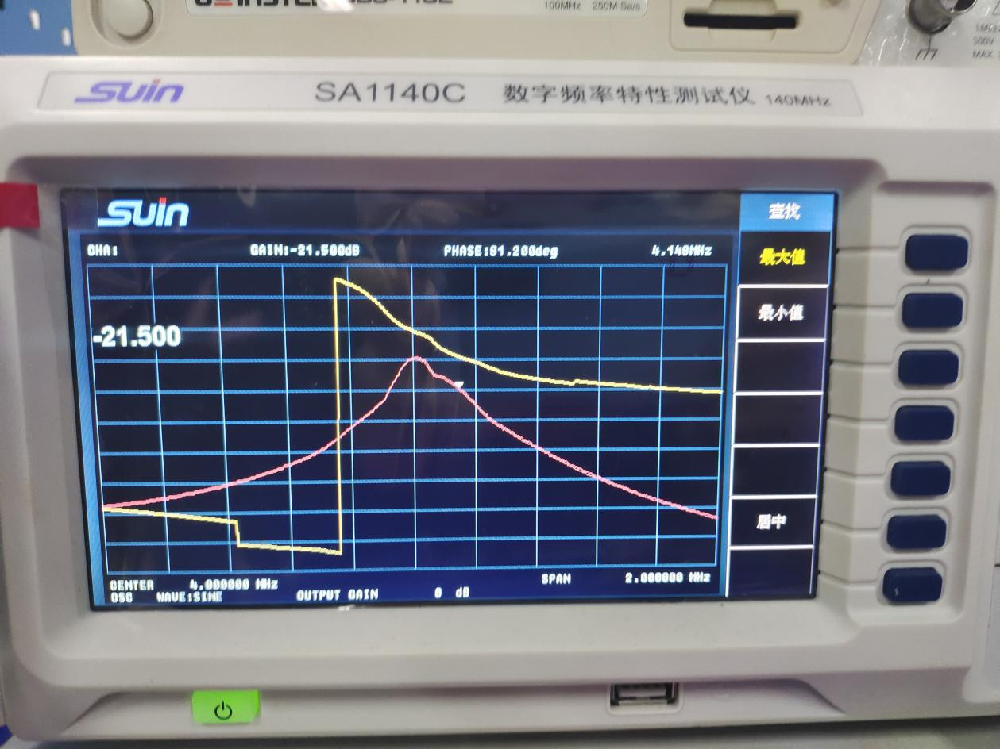 100MHz 250M Sa/s
300V
MAX.
SUin SA1140C 数字频率特性测试仪 140MHz
SUin 查找
CHA: GAIN:-21.500dB PHASE:81.200deg 4.140MHz
最大值
最小值
-21.500
居中
CENTER 4.000000 MHz SPAN 2.000000 MHz
OSC WAVE:SINE OUTPUT GAIN 0 dB